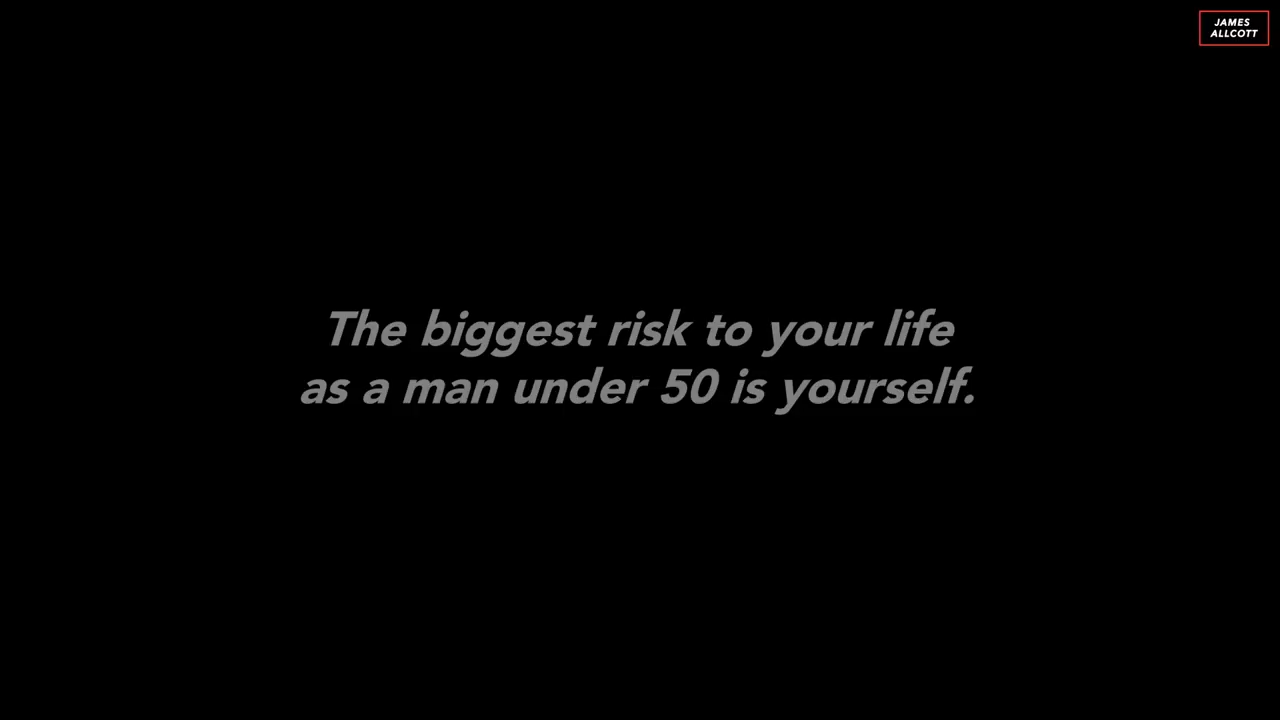 JAMES
ALLCOTT
The biggest risk to your life
as a man under 50 is yourself.